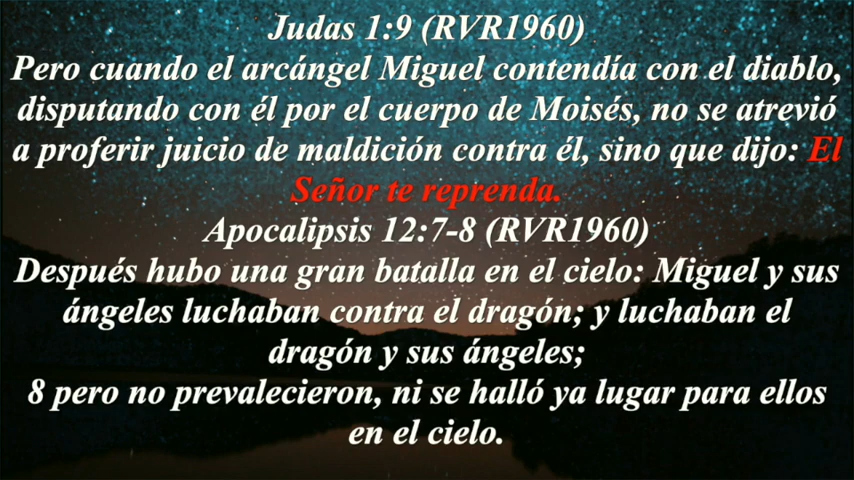 Judas 1:9 (RVR1960)
Pero cuando el arcángel Miguel contendía con el diablo,
disputando con él por el cuerpo de Moisés, no se atrevió
a proferir juicio de maldición contra él, sino que dijo: El
Señor te reprenda.
Apocalipsis 12:7-8 (RVR1960)
Después hubo una gran batalla en el cielo: Miguel y sus
ángeles luchaban contra el dragón; y luchaban el
dragón y sus ángeles;
8 pero no prevalecieron, ni se halló ya lugar para ellos
en el cielo.